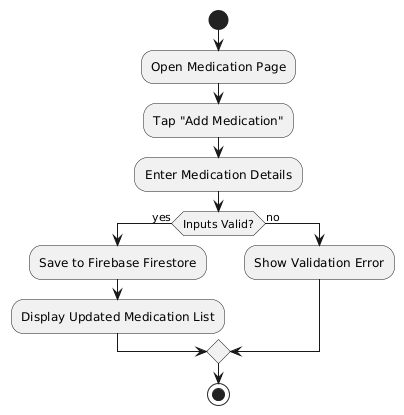 Open Medication Page
Tap "Add Medication"
Enter Medication Details
yes
Inputs Valid?
no
Save to Firebase Firestore
Show Validation Error
Display Updated Medication List